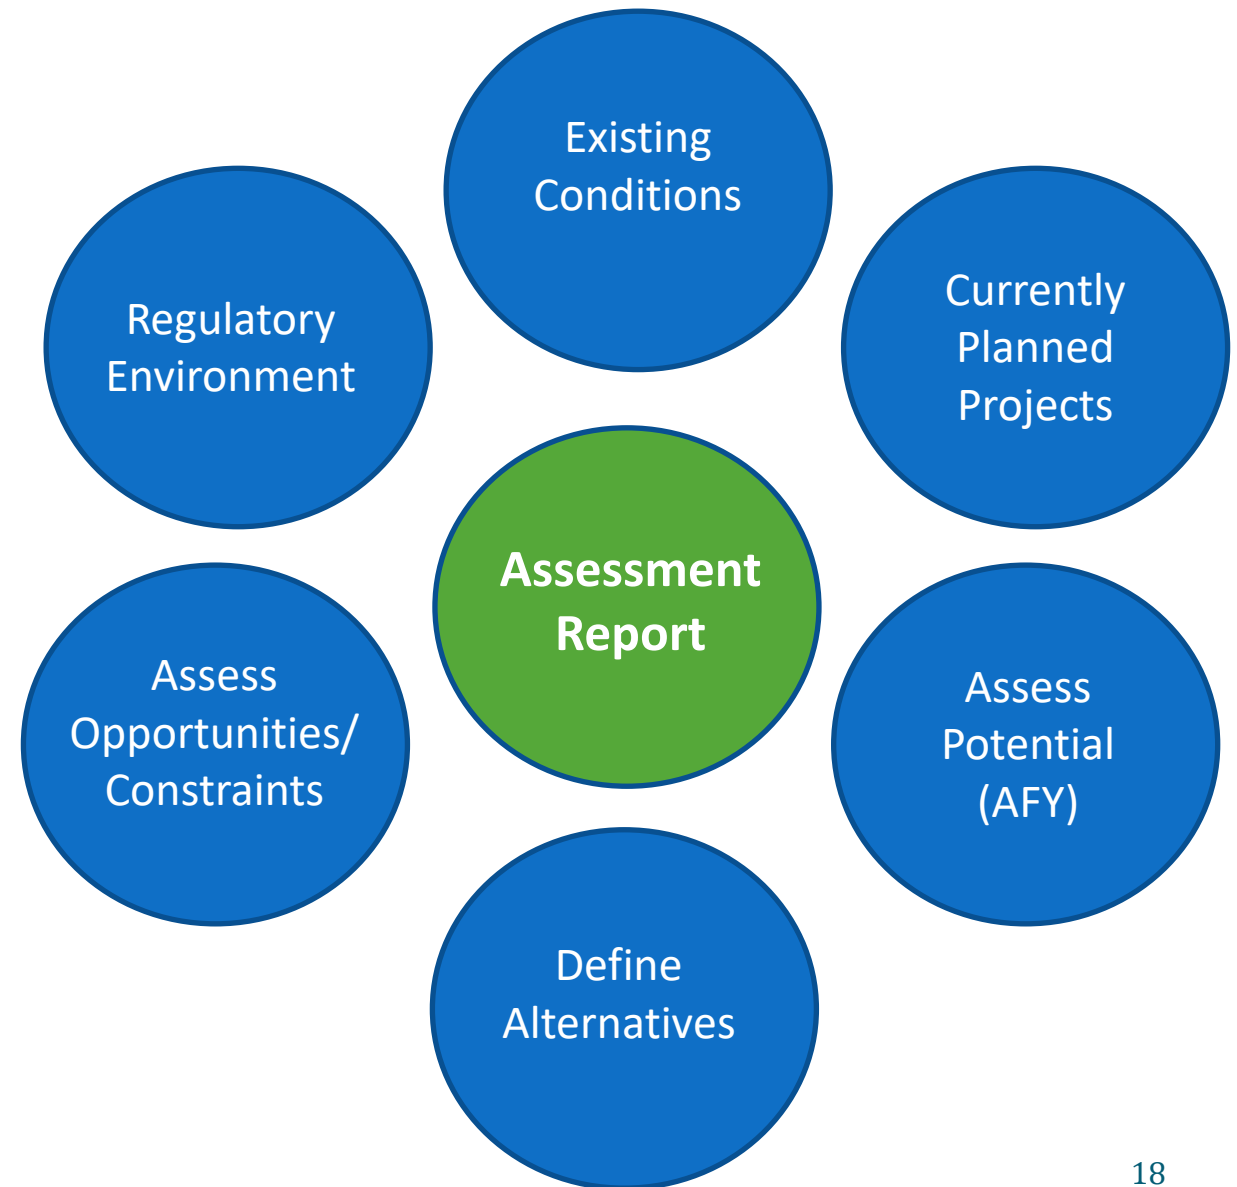 Existing
Conditions
Regulatory
Environment
Currently
Planned
Projects
Assessment
Report
Assess
Opportunities/
Constraints
Assess
Potential
(AFY)
Define
Alternatives
18